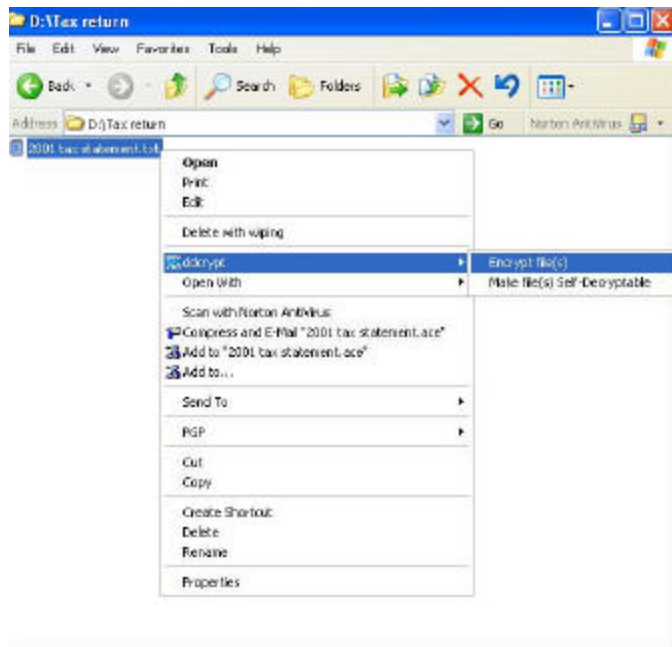 D:\Tax return
File Edit View Favorites Tools Help
Back Search Folders
Address D:\Tax return Go Norton AntiVirus
2001 tax statement.txt
Open
Print
Edit
Delete with wiping
ddcrypt Encrypt file(s)
Open With Make file(s) Self-Decryptable
Scan with Norton AntiVirus
Compress and E-Mail "2001 tax statement.ace"
Add to "2001 tax statement.ace"
Add to...
Send To
PGP
Cut
Copy
Create Shortcut
Delete
Rename
Properties